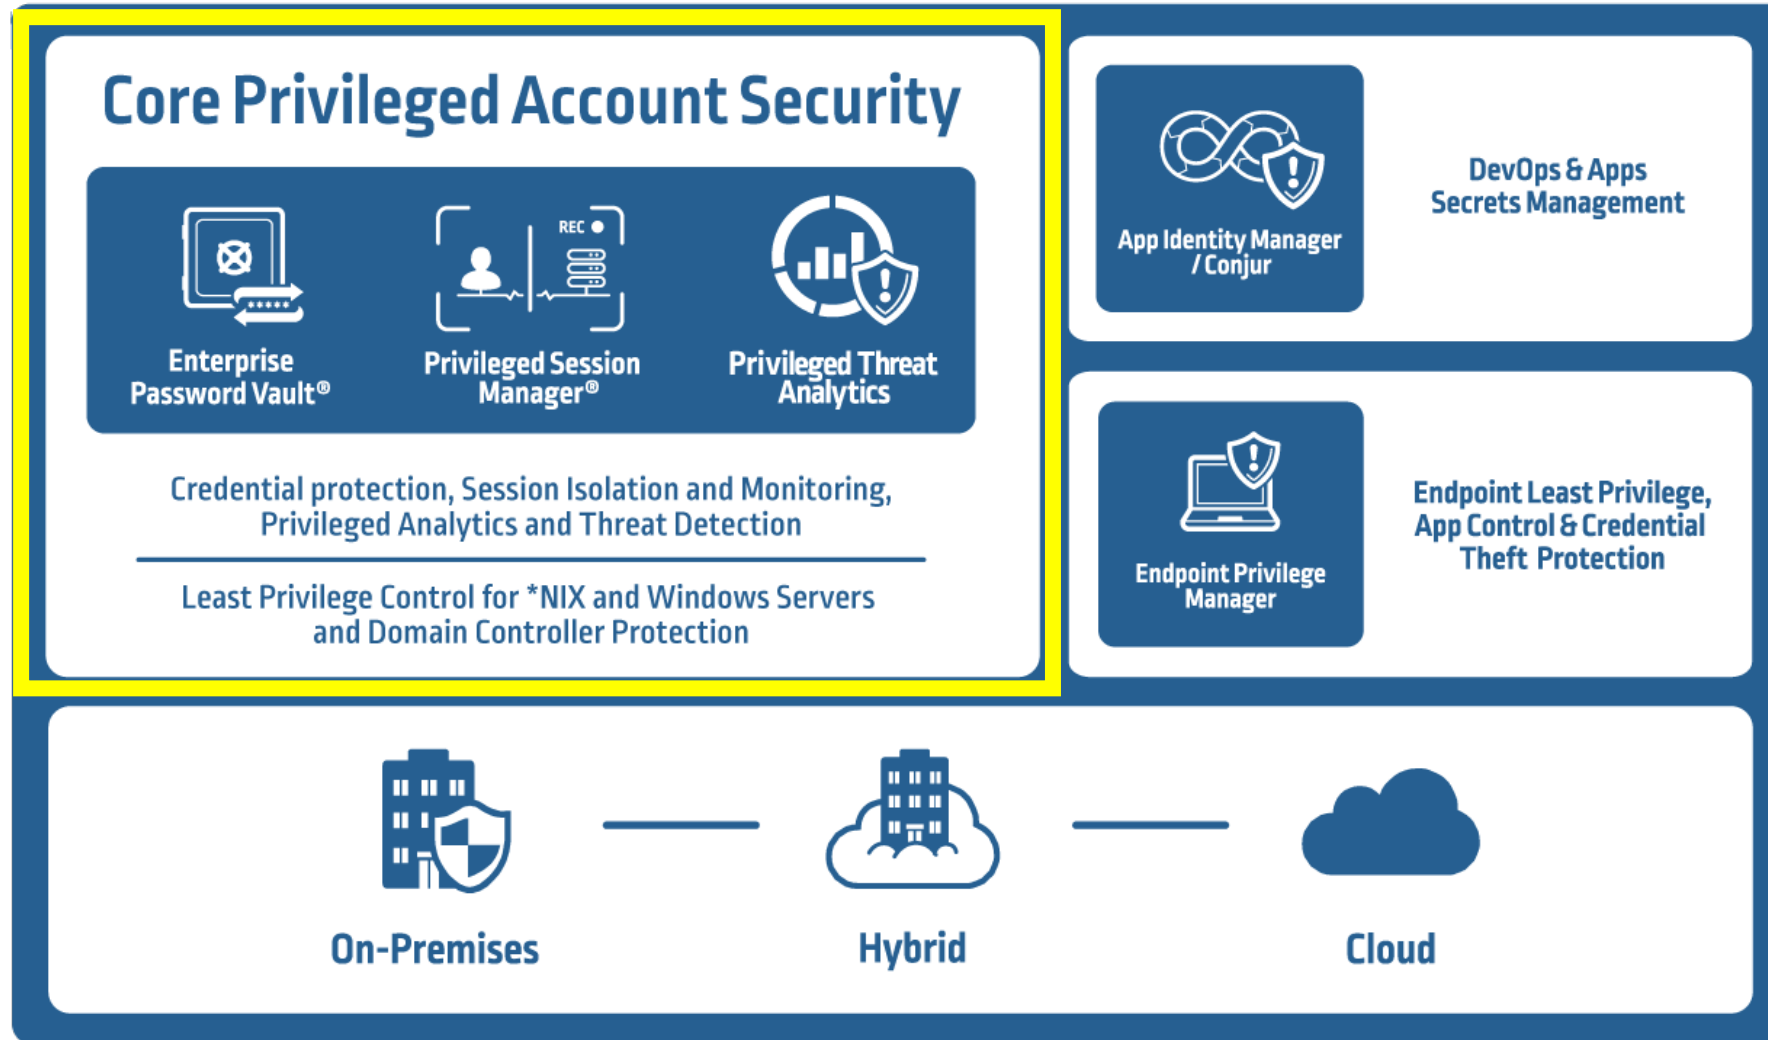 Core Privileged Account Security
REC
Enterprise
Password Vault®
Privileged Session
Manager®
Privileged Threat
Analytics
Credential protection, Session Isolation and Monitoring,
Privileged Analytics and Threat Detection
Least Privilege Control for *NIX and Windows Servers
and Domain Controller Protection
App Identity Manager
/ Conjur
DevOps & Apps
Secrets Management
Endpoint Privilege
Manager
Endpoint Least Privilege,
App Control & Credential
Theft Protection
On-Premises
Hybrid
Cloud